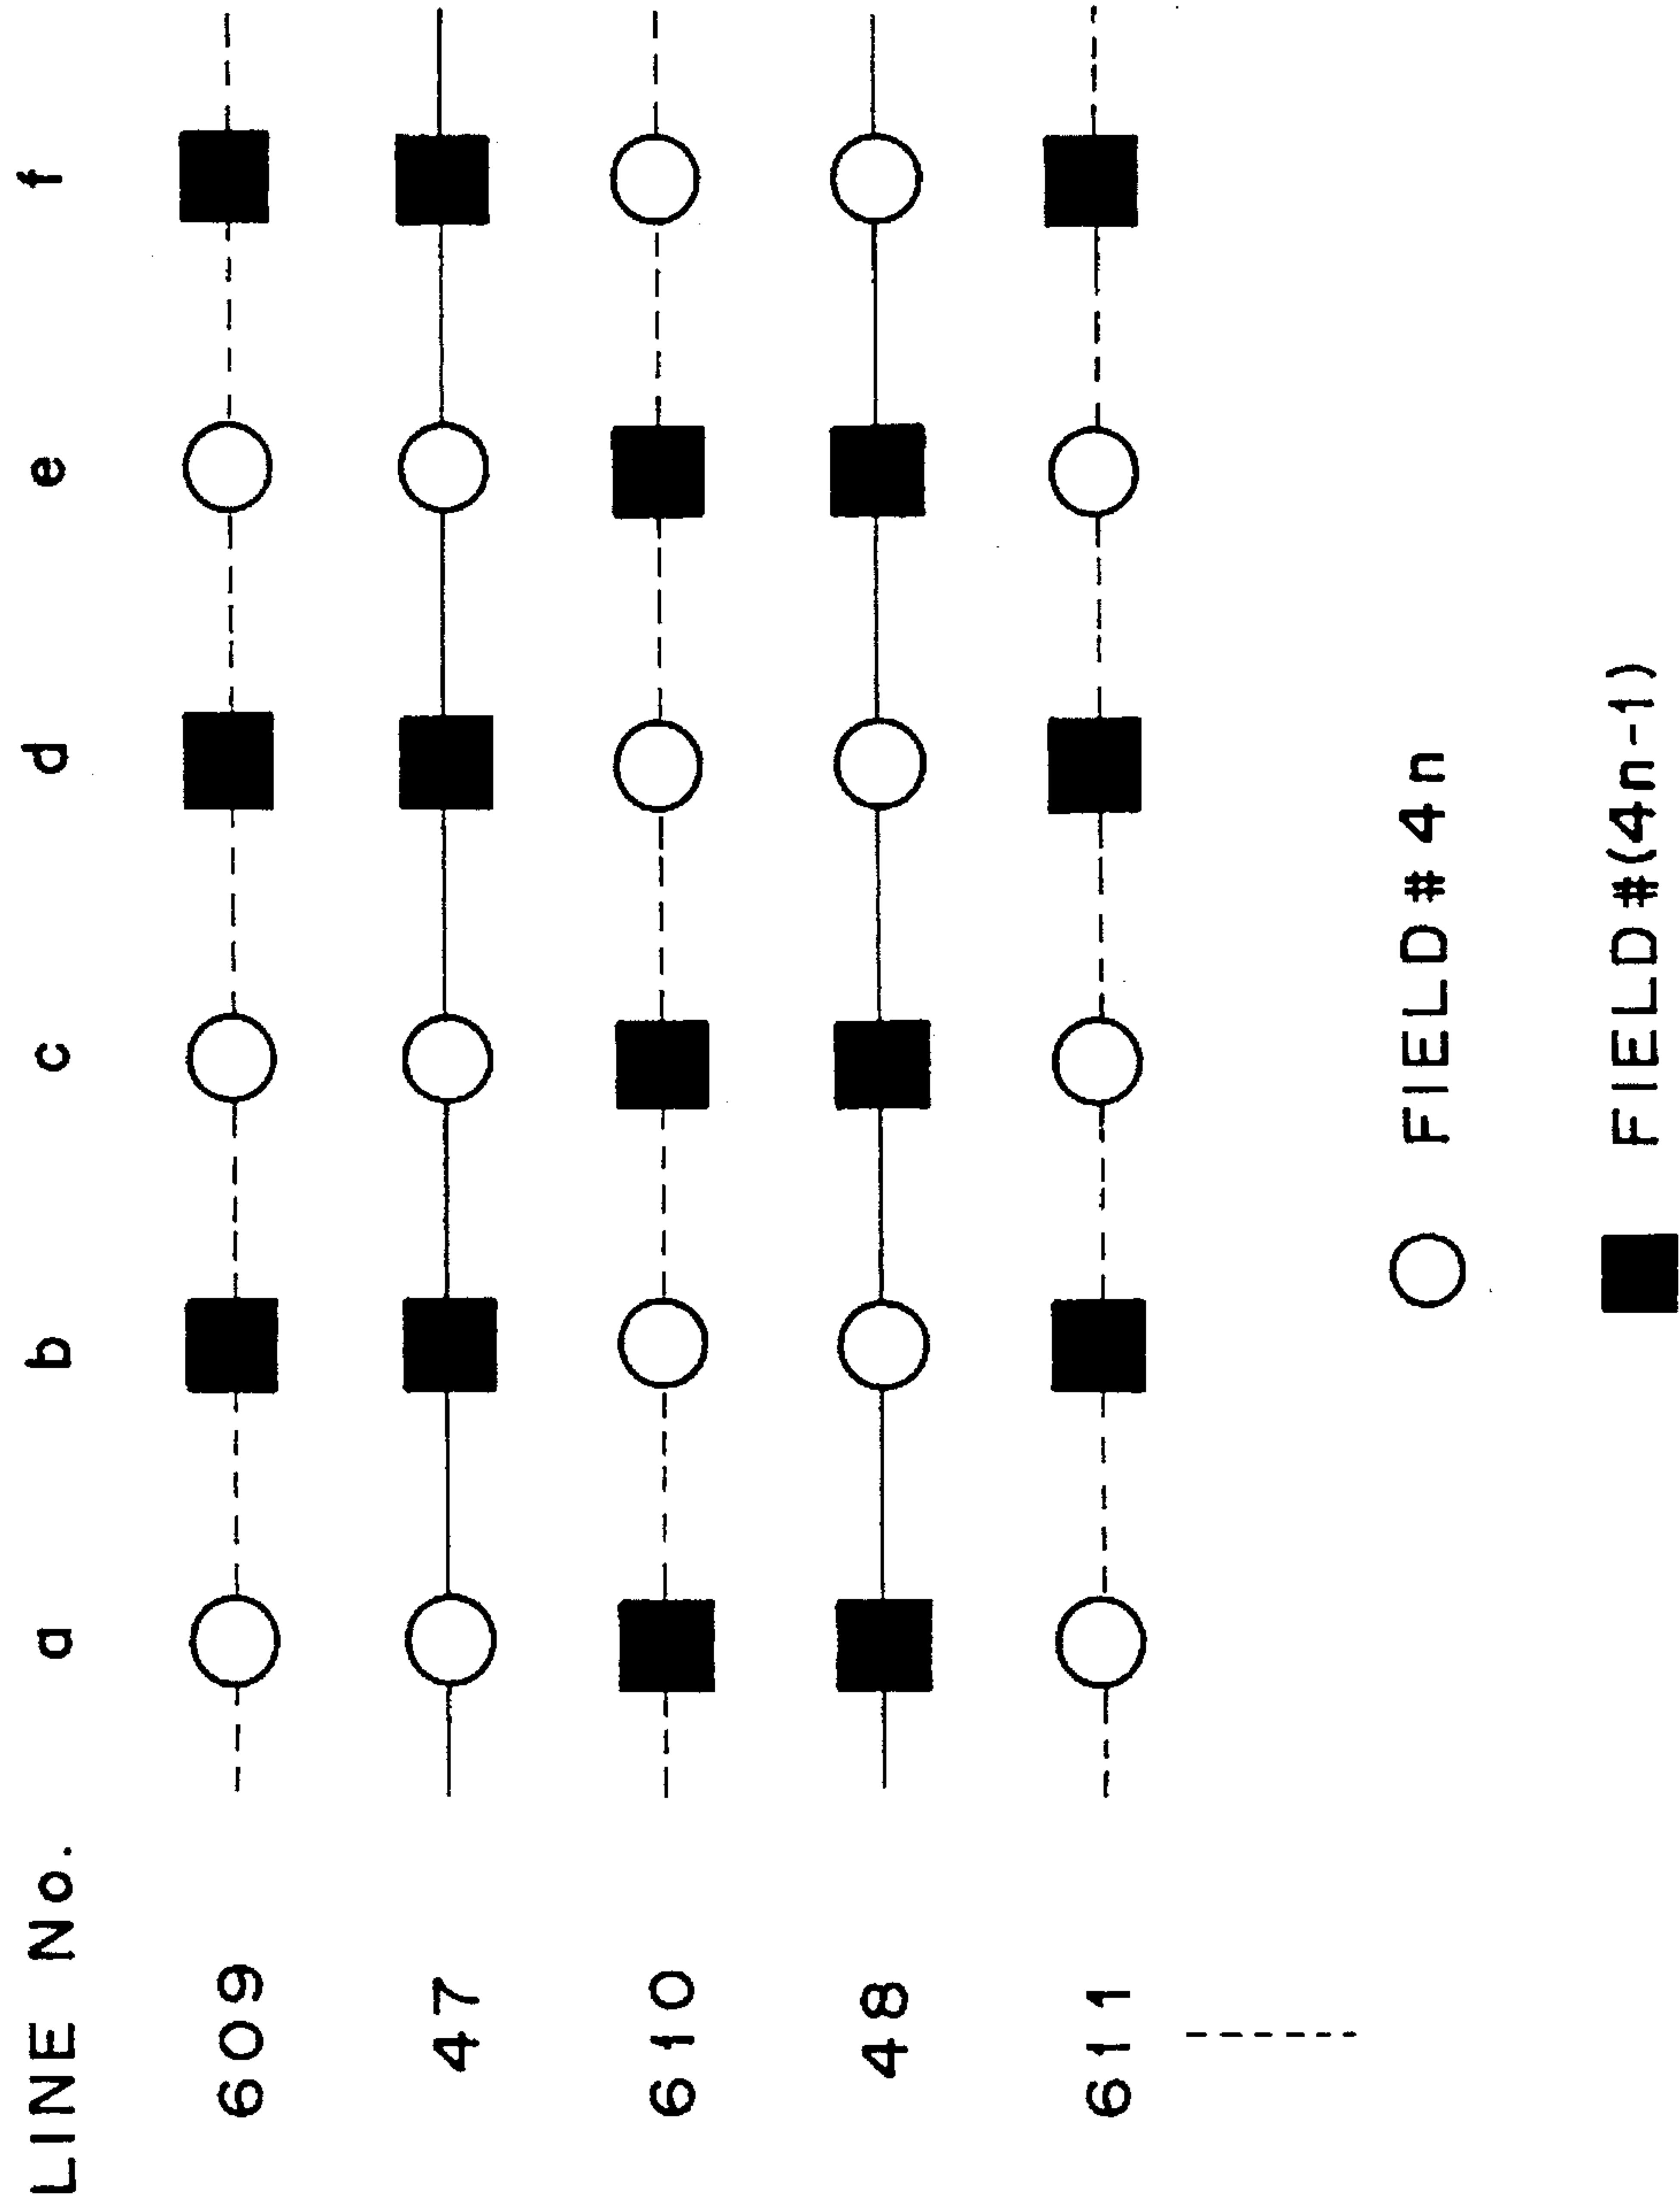 LINE No. a b c d e f
609
47
610
48
611
FIELD # 4n
FIELD #(4n-1)